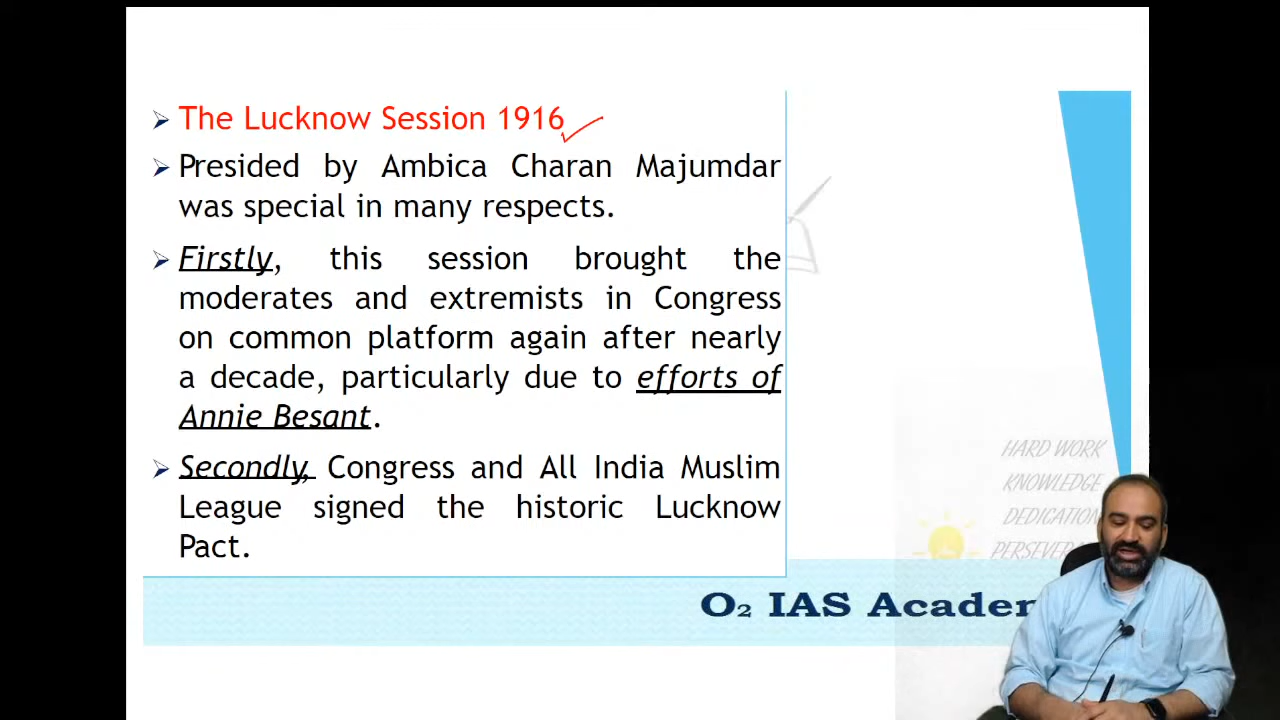 The Lucknow Session 1916
Presided by Ambica Charan Majumdar
was special in many respects.
Firstly, this session brought the
moderates and extremists in Congress
on common platform again after nearly
a decade, particularly due to efforts of
Annie Besant.
Secondly, Congress and All India Muslim
League signed the historic Lucknow
Pact.
HARD WORK
KNOWLEDGE
DEDICATION
O₂ IAS